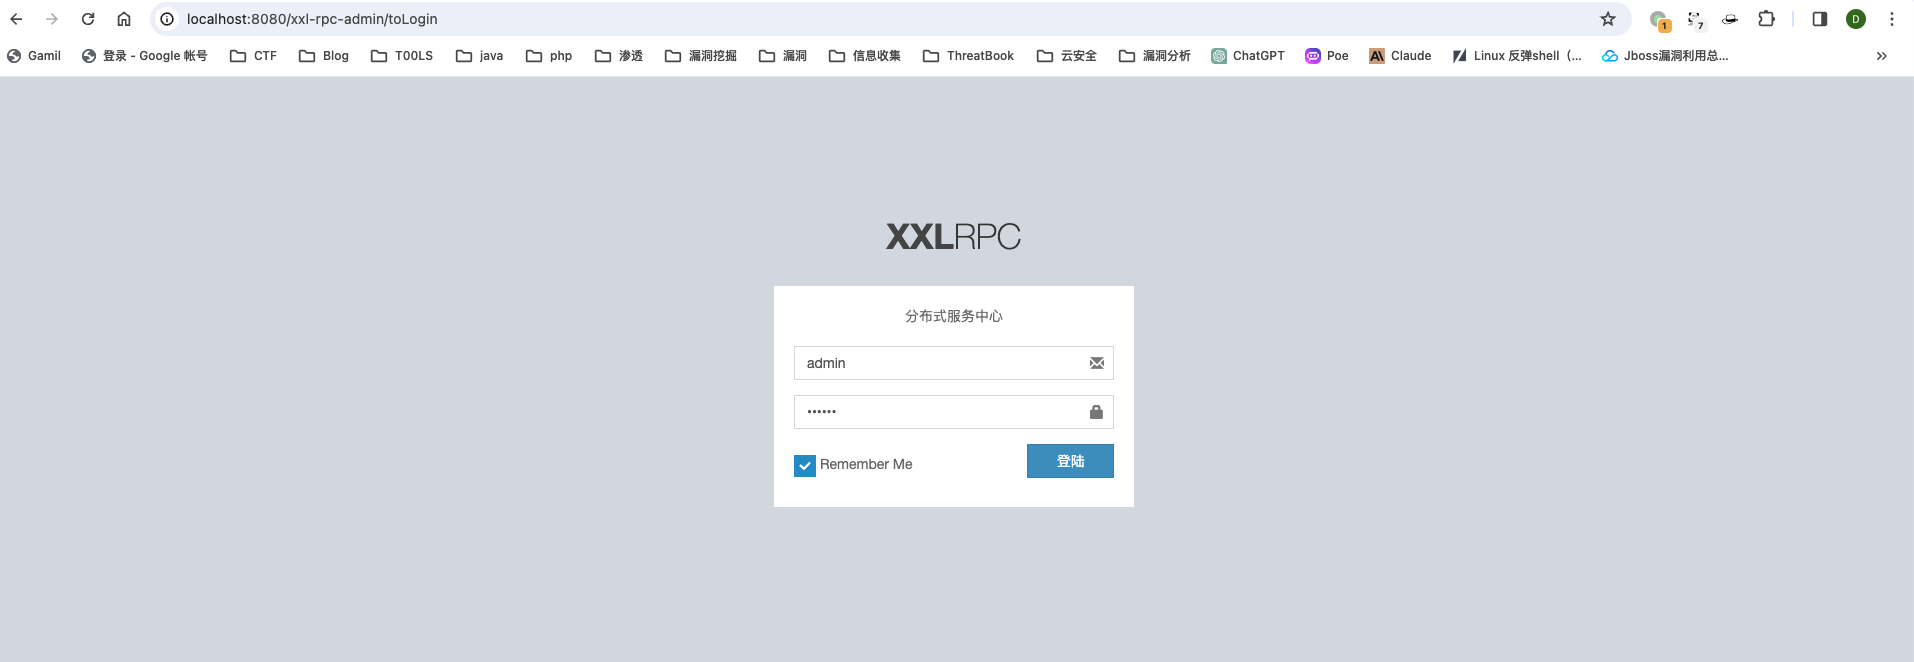 localhost:8080/xxl-rpc-admin/toLogin
1
7
D
Gamil
登录 - Google 帐号
CTF
Blog
T00LS
java
php
渗透
漏洞挖掘
漏洞
信息收集
ThreatBook
云安全
漏洞分析
ChatGPT
Poe
Claude
Linux 反弹shell（...
Jboss漏洞利用总...
XXLRPC
分布式服务中心
admin
••••••
Remember Me
登陆